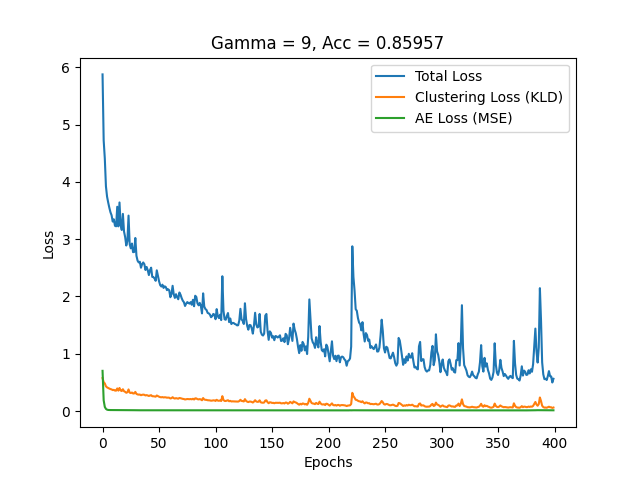 Gamma = 9, Acc = 0.85957
Total Loss
Clustering Loss (KLD)
AE Loss (MSE)
Loss
6
5
4
3
2
1
0
0 50 100 150 200 250 300 350 400
Epochs